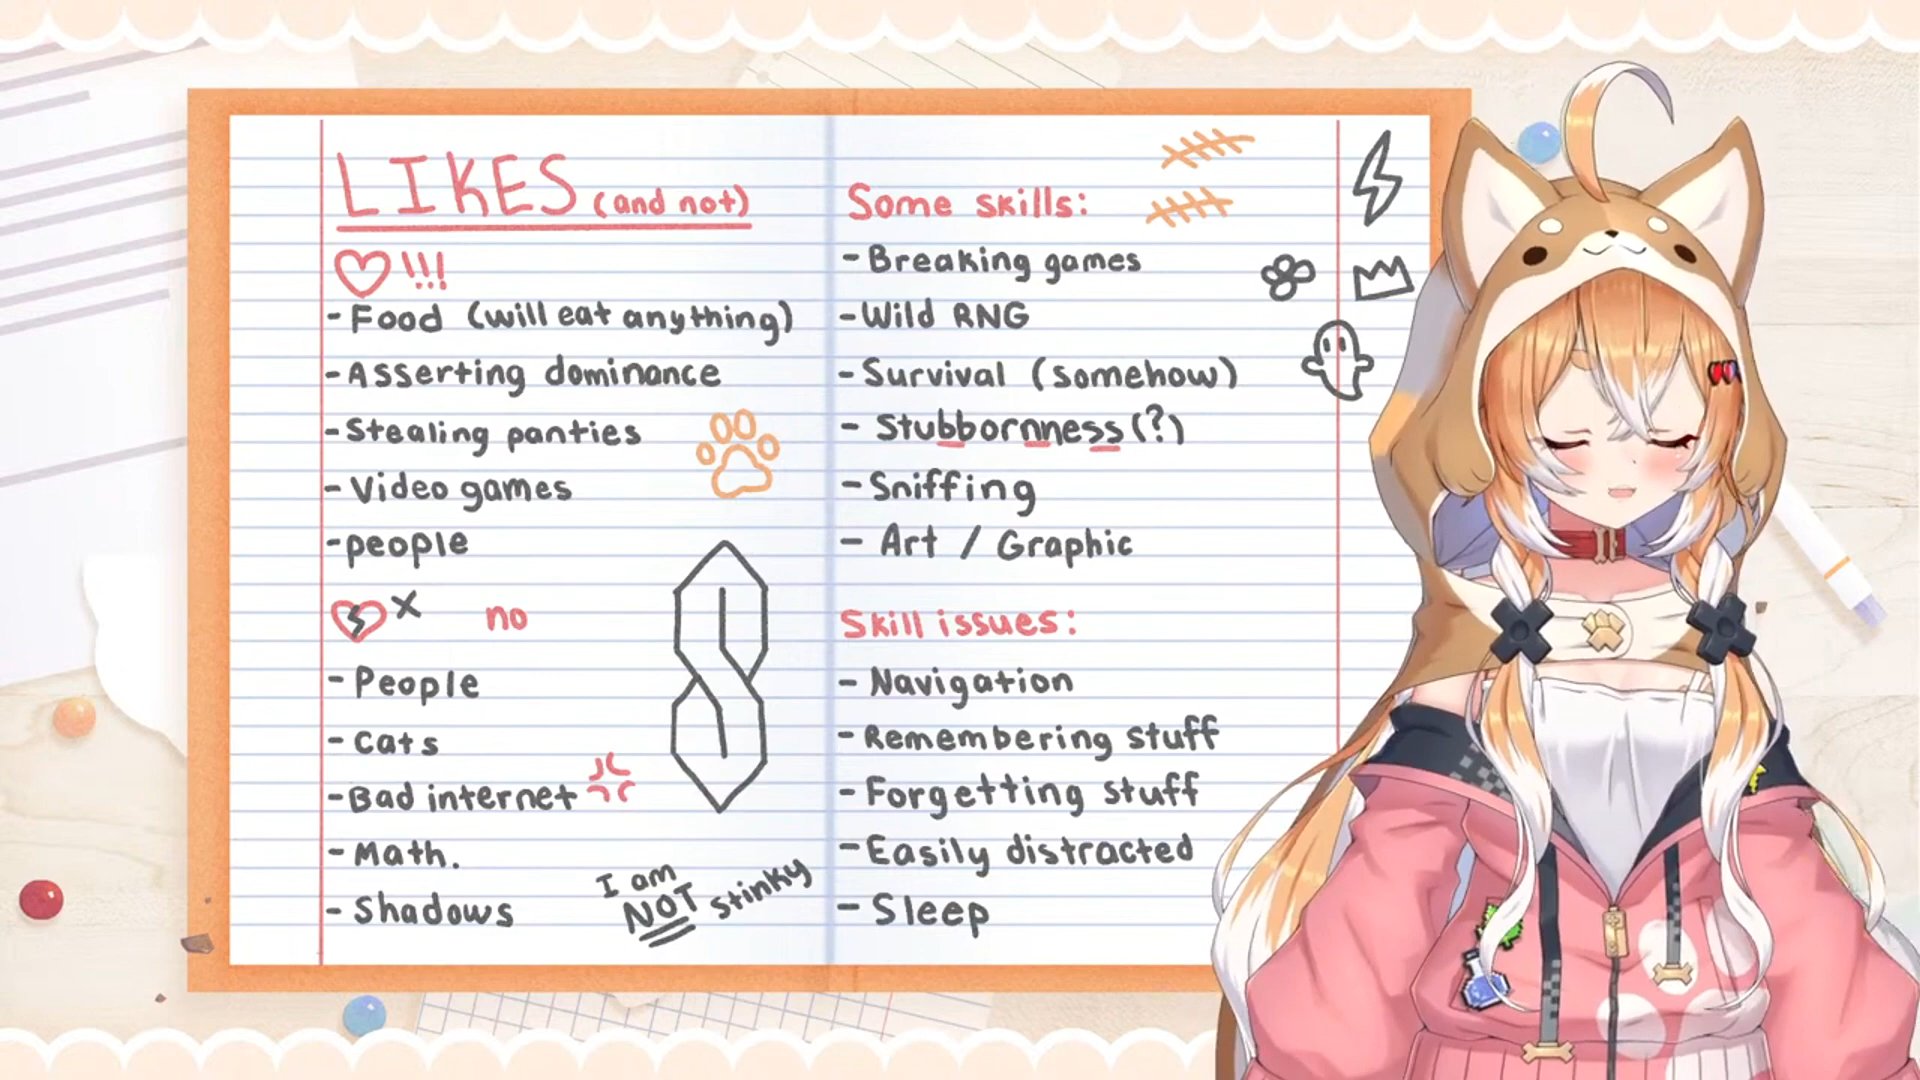 LIKES (and not)
!!!
- Food (will eat anything)
- Asserting dominance
- Stealing panties
- Video games
- people
x no
- People
- Cats
- Bad internet
- Math.
- Shadows
I am
NOT stinky
Some skills:
- Breaking games
- Wild RNG
- Survival (somehow)
- Stubbornness (?)
- Sniffing
- Art / Graphic
Skill issues:
- Navigation
- Remembering stuff
- Forgetting stuff
- Easily distracted
- Sleep